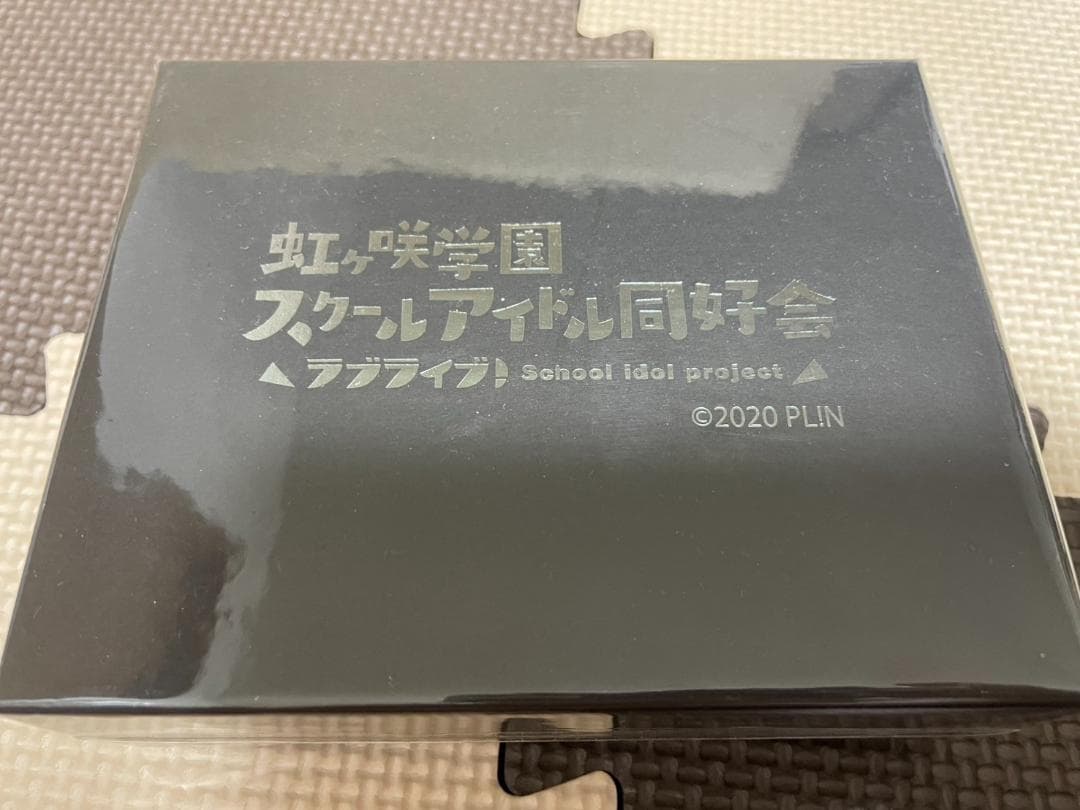 虹ヶ咲学園
スクールアイドル同好会
ラブライブ! School idol project
©2020 PL!N